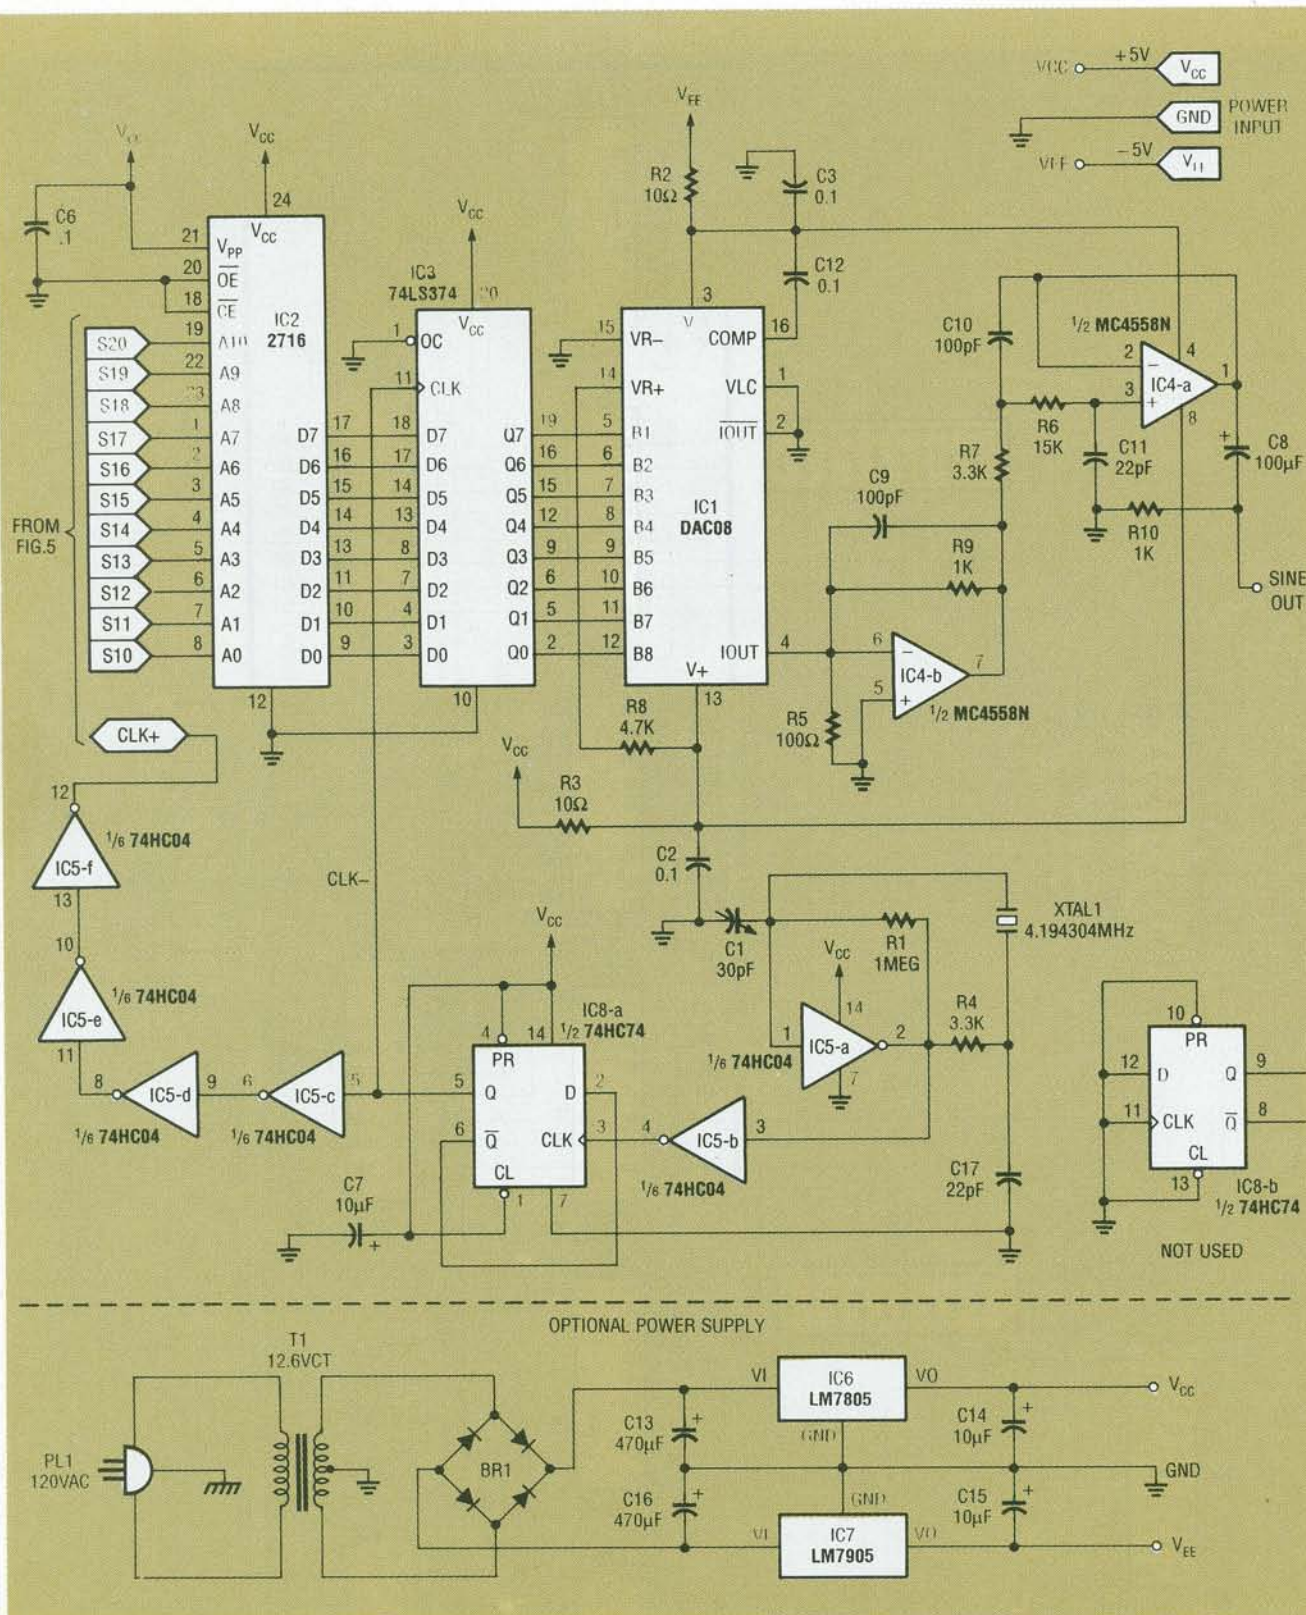 VCC
+5V
VCC
GND
POWER
INPUT
VEE
-5V
VEE
VCC
VCC
VEE
C6
.1
24
21
VPP
VCC
20
OE
18
CE
IC2
2716
S20
19
A10
S19
22
A9
S18
23
A8
S17
1
A7
D7
17
S16
2
A6
D6
16
S15
3
A5
D5
15
S14
4
A4
D4
14
S13
5
A3
D3
13
S12
6
A2
D2
11
S11
7
A1
D1
10
S10
8
A0
D0
9
12
FROM
FIG.5
VCC
IC3
74LS374
20
VCC
1
OC
11
CLK
18
D7
Q7
19
17
D6
Q6
16
14
D5
Q5
15
13
D4
Q4
12
8
D3
Q3
9
7
D2
Q2
6
4
D1
Q1
5
3
D0
Q0
2
10
R2
10Ω
C3
0.1
C12
0.1
3
V
15
VR−
COMP
16
14
VR+
VLC
1
IOUT
2
5
B1
6
B2
7
B3
8
B4
9
B5
10
B6
11
B7
12
B8
IC1
DAC08
IOUT
4
V+
13
R8
4.7K
VCC
R3
10Ω
C2
0.1
C10
100pF
1/2 MC4558N
2
−
4
IC4-a
1
3
+
8
R6
15K
R7
3.3K
C11
22pF
+
C8
100µF
R10
1K
SINE
OUT
C9
100pF
R9
1K
6
−
IC4-b
7
5
+
1/2 MC4558N
R5
100Ω
CLK+
12
1/6 74HC04
IC5-f
13
10
1/6 74HC04
IC5-e
11
CLK−
8
IC5-d
9
1/6 74HC04
6
IC5-c
5
1/6 74HC04
VCC
4
14
IC8-a
1/2 74HC74
PR
5
Q
D
2
6
Q
CLK
3
CL
1
7
C7
10µF
+
4
IC5-b
3
1/6 74HC04
C1
30pF
R1
1MEG
VCC
14
1
IC5-a
2
1/6 74HC04
7
R4
3.3K
XTAL1
4.194304MHz
C17
22pF
10
PR
12
D
Q
9
11
CLK
Q
8
CL
13
IC8-b
1/2 74HC74
NOT USED
OPTIONAL POWER SUPPLY
T1
12.6VCT
PL1
120VAC
BR1
C13
470µF
+
C16
470µF
+
VI
IC6
LM7805
VO
GND
GND
VI
IC7
LM7905
VO
C14
10µF
+
C15
10µF
+
VCC
GND
VEE